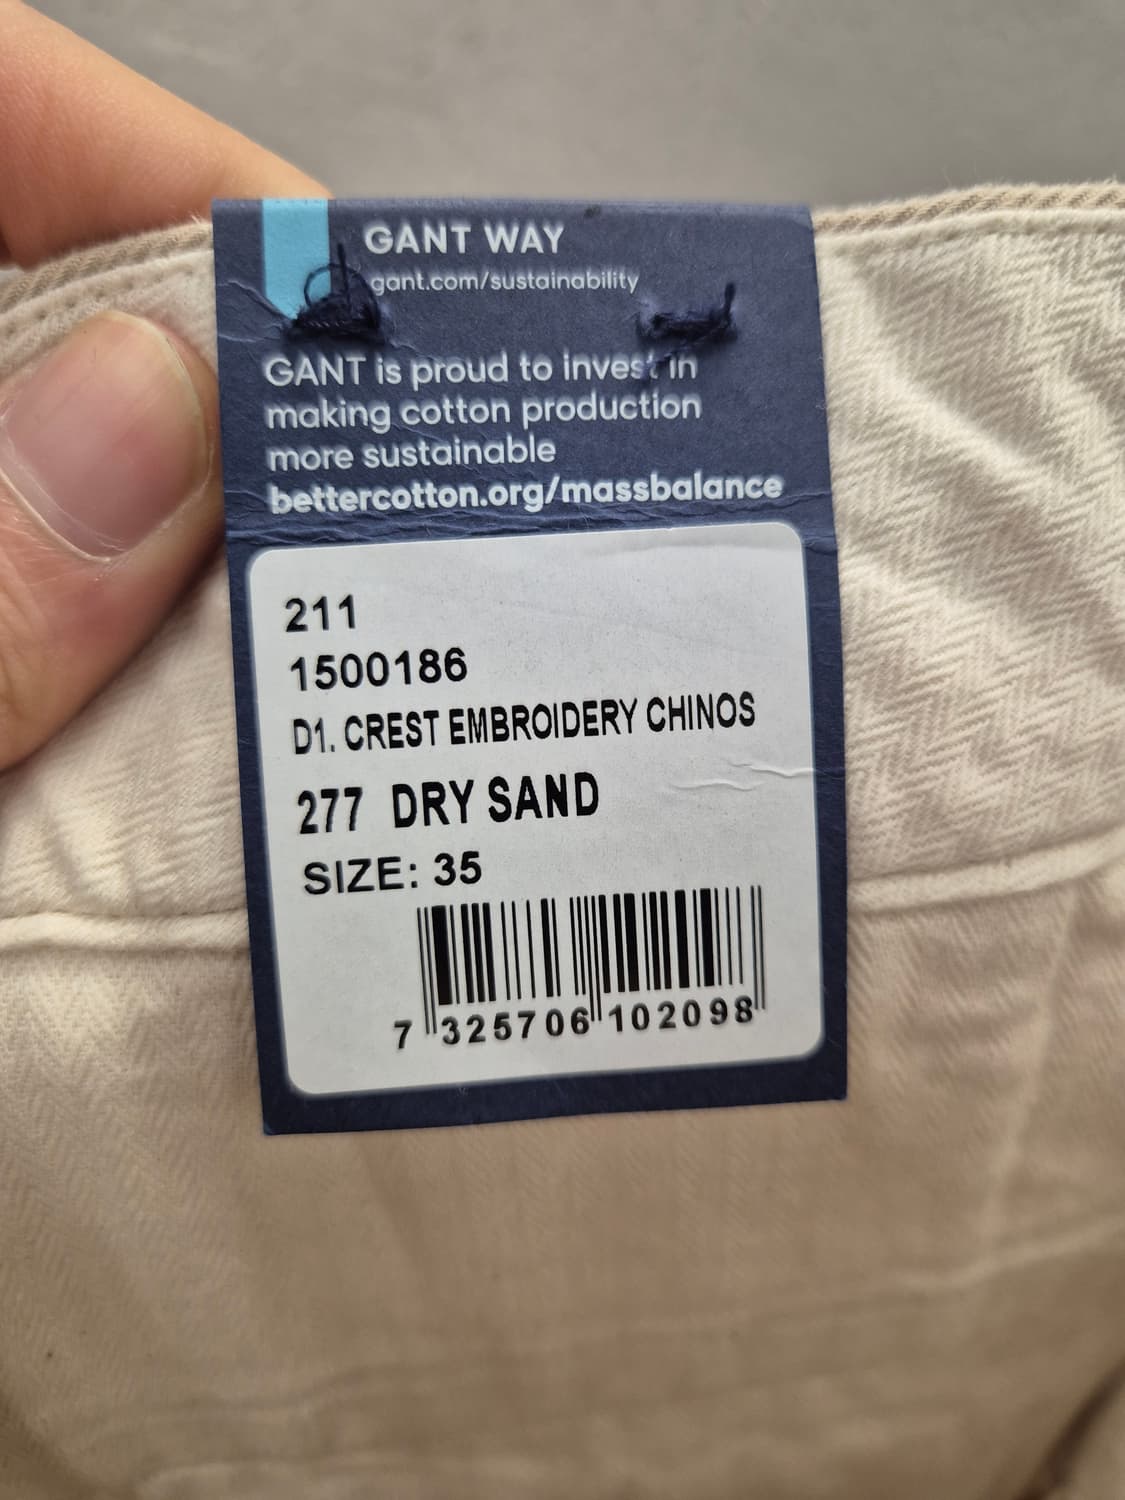 GANT WAY
gant.com/sustainability
GANT is proud to invest in
making cotton production
more sustainable
bettercotton.org/massbalance
211
1500186
D1. CREST EMBROIDERY CHINOS
277 DRY SAND
SIZE: 35
7 325706 102098